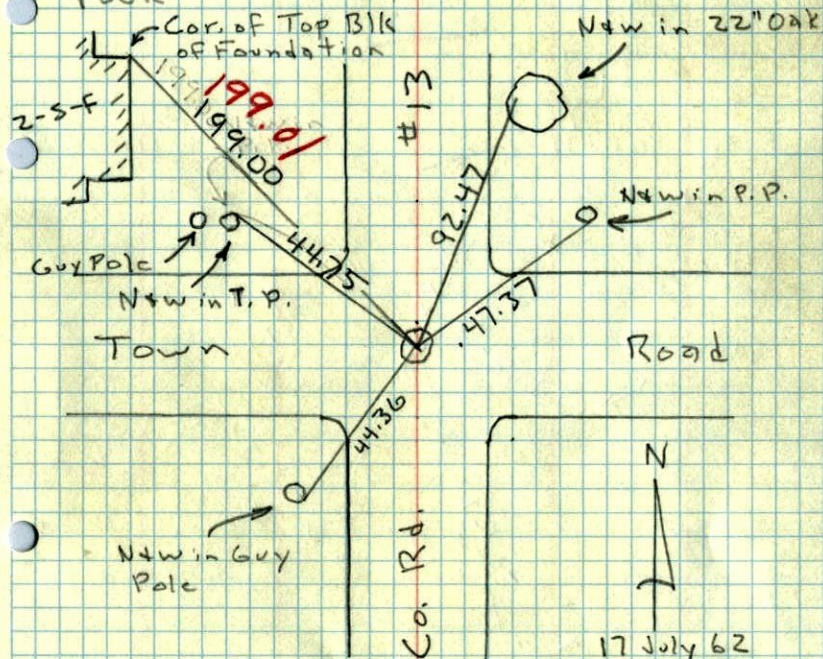 Cor. of Top Blk
of Foundation
N&W in 22" Oak
199.01
199.00
#13
2-S-F
92.47
N&W in P.P.
Guy Pole
44.75
N&W in T.P.
47.37
Town
Road
44.36
N
N&W in Guy
Pole
Co. Rd.
17 July 62